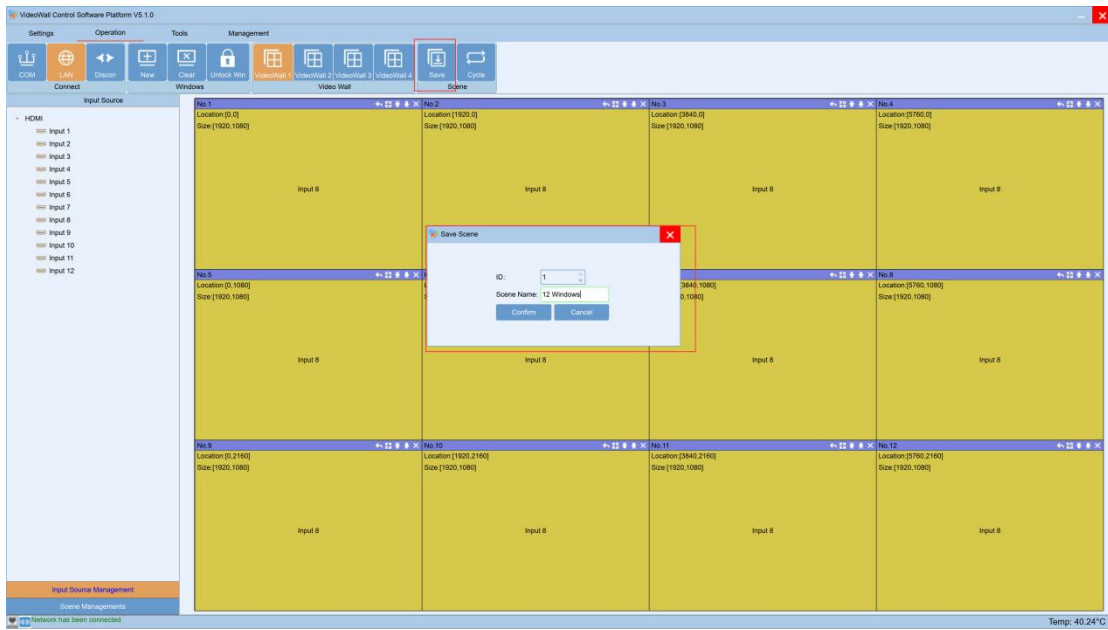 VideoWall Control Software Platform V5.1.0
Settings Operation Tools Management
COM LAN Discon New Clear Unlock Win VideoWall 1 VideoWall 2 VideoWall 3 VideoWall 4 Save Cycle
Connect Windows Video Wall Scene
Input Source
HDMI
Input 1
Input 2
Input 3
Input 4
Input 5
Input 6
Input 7
Input 8
Input 9
Input 10
Input 11
Input 12
Input Source Management
Scene Managements
No.1
Location:[0,0]
Size:[1920,1080]
Input 8
No.2
Location:[1920,0]
Size:[1920,1080]
Input 8
No.3
Location:[3840,0]
Size:[1920,1080]
Input 8
No.4
Location:[5760,0]
Size:[1920,1080]
Input 8
Save Scene
ID: 1
Scene Name: 12 Windows
Confirm Cancel
No.5
Location:[0,1080]
Size:[1920,1080]
Input 8
Input 8
3840,1080]
0,1080]
Input 8
No.8
Location:[5760,1080]
Size:[1920,1080]
Input 8
No.9
Location:[0,2160]
Size:[1920,1080]
Input 8
No.10
Location:[1920,2160]
Size:[1920,1080]
Input 8
No.11
Location:[3840,2160]
Size:[1920,1080]
Input 8
No.12
Location:[5760,2160]
Size:[1920,1080]
Input 8
Network has been connected
Temp: 40.24°C